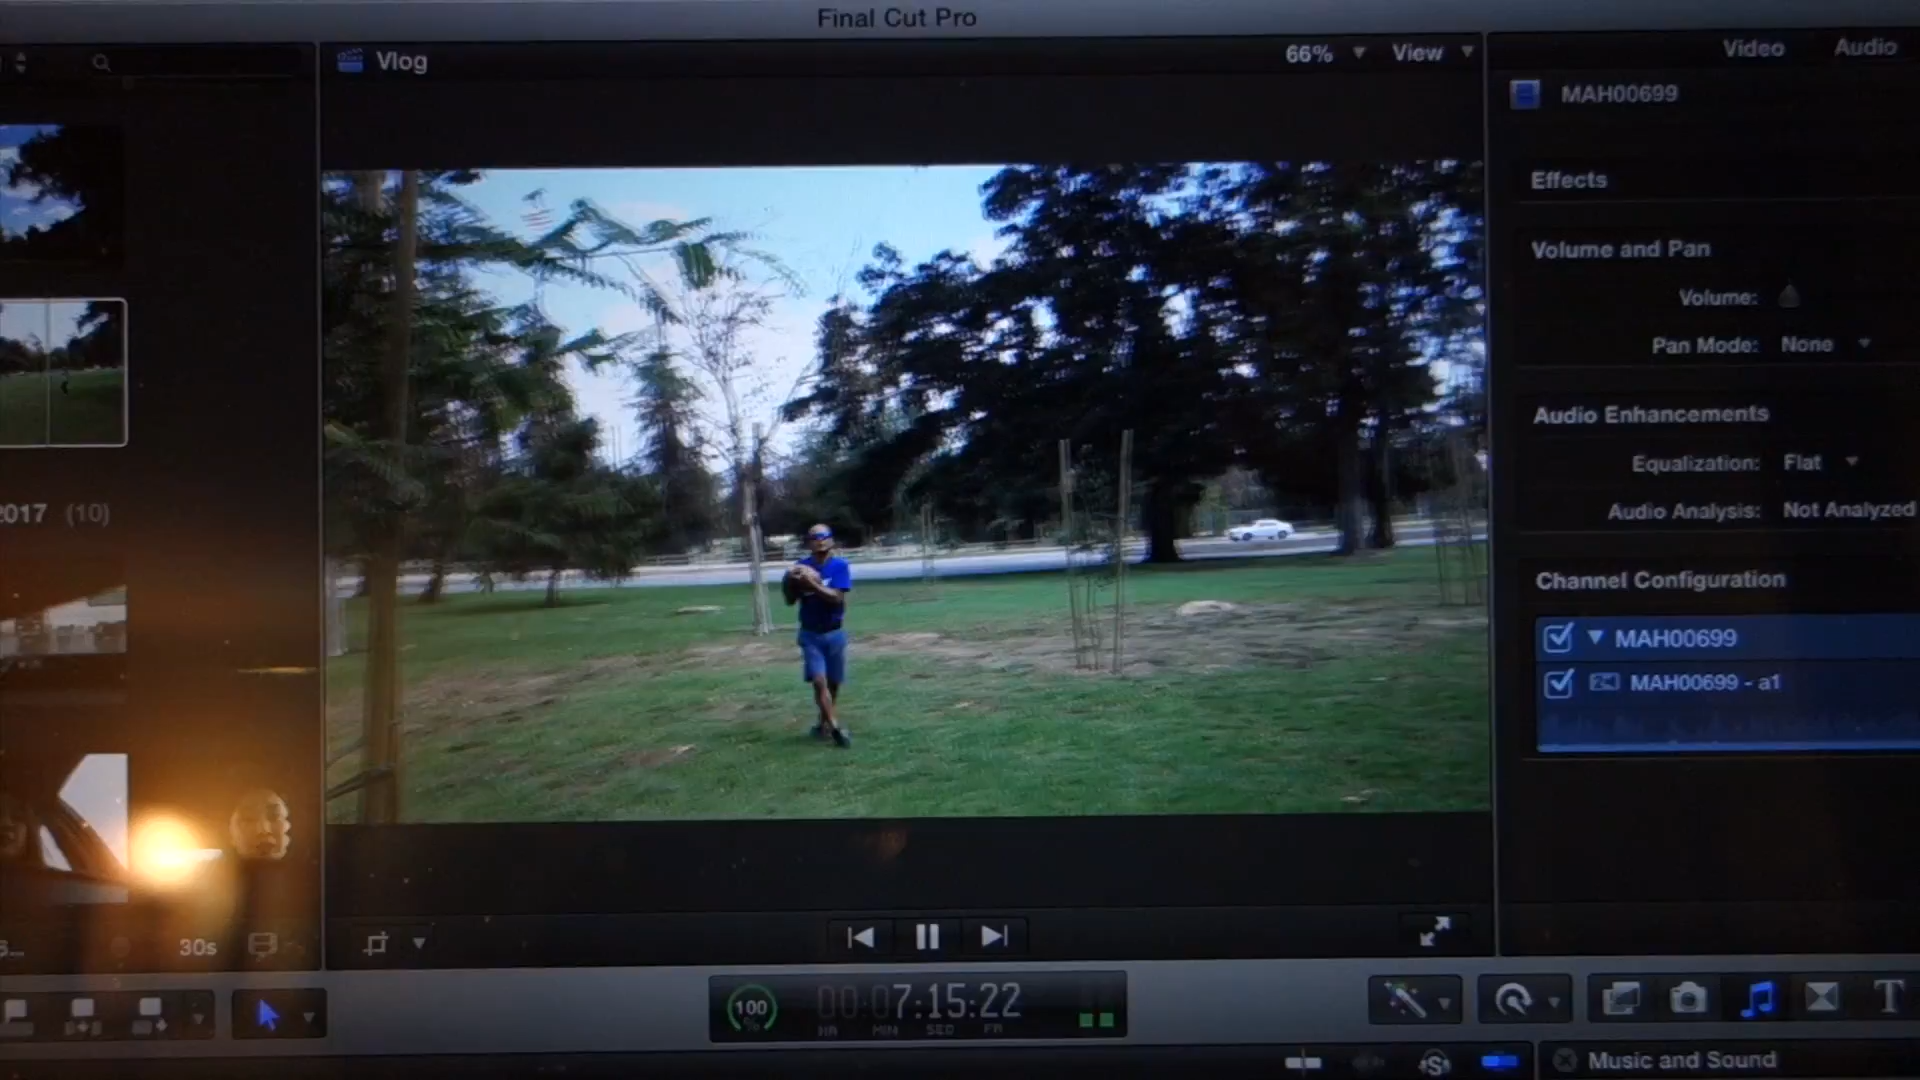 Final Cut Pro
Vlog
66%
View
Video
Audio
MAH00699
Effects
Volume and Pan
Volume:
Pan Mode: None
Audio Enhancements
Equalization: Flat
Audio Analysis: Not Analyzed
2017 (10)
Channel Configuration
MAH00699
MAH00699 - a1
30s
100
%
00:07:15:22
HR MIN SEC FR
T
Music and Sound